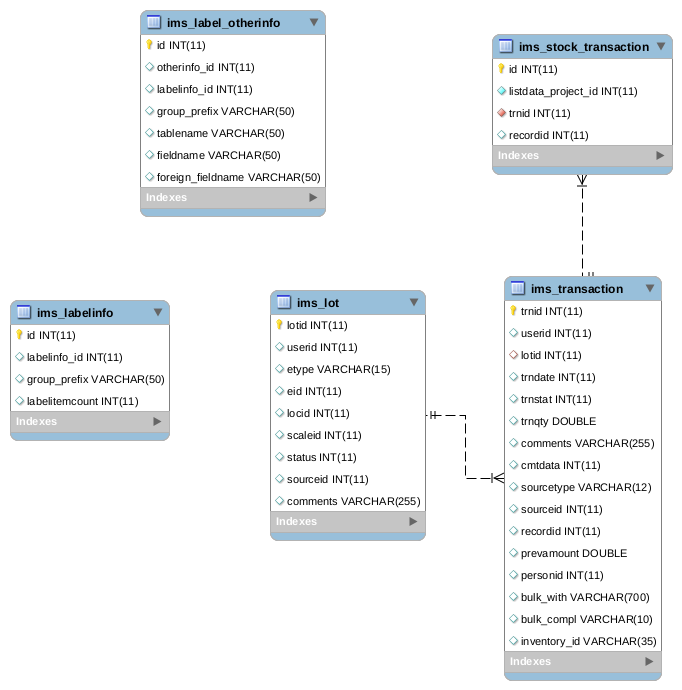 ims_label_otherinfo
id INT(11)
otherinfo_id INT(11)
labelinfo_id INT(11)
group_prefix VARCHAR(50)
tablename VARCHAR(50)
fieldname VARCHAR(50)
foreign_fieldname VARCHAR(50)
Indexes
ims_stock_transaction
id INT(11)
listdata_project_id INT(11)
trnid INT(11)
recordid INT(11)
Indexes
ims_labelinfo
id INT(11)
labelinfo_id INT(11)
group_prefix VARCHAR(50)
labelitemcount INT(11)
Indexes
ims_lot
lotid INT(11)
userid INT(11)
etype VARCHAR(15)
eid INT(11)
locid INT(11)
scaleid INT(11)
status INT(11)
sourceid INT(11)
comments VARCHAR(255)
Indexes
ims_transaction
trnid INT(11)
userid INT(11)
lotid INT(11)
trndate INT(11)
trnstat INT(11)
trnqty DOUBLE
comments VARCHAR(255)
cmtdata INT(11)
sourcetype VARCHAR(12)
sourceid INT(11)
recordid INT(11)
prevamount DOUBLE
personid INT(11)
bulk_with VARCHAR(700)
bulk_compl VARCHAR(10)
inventory_id VARCHAR(35)
Indexes